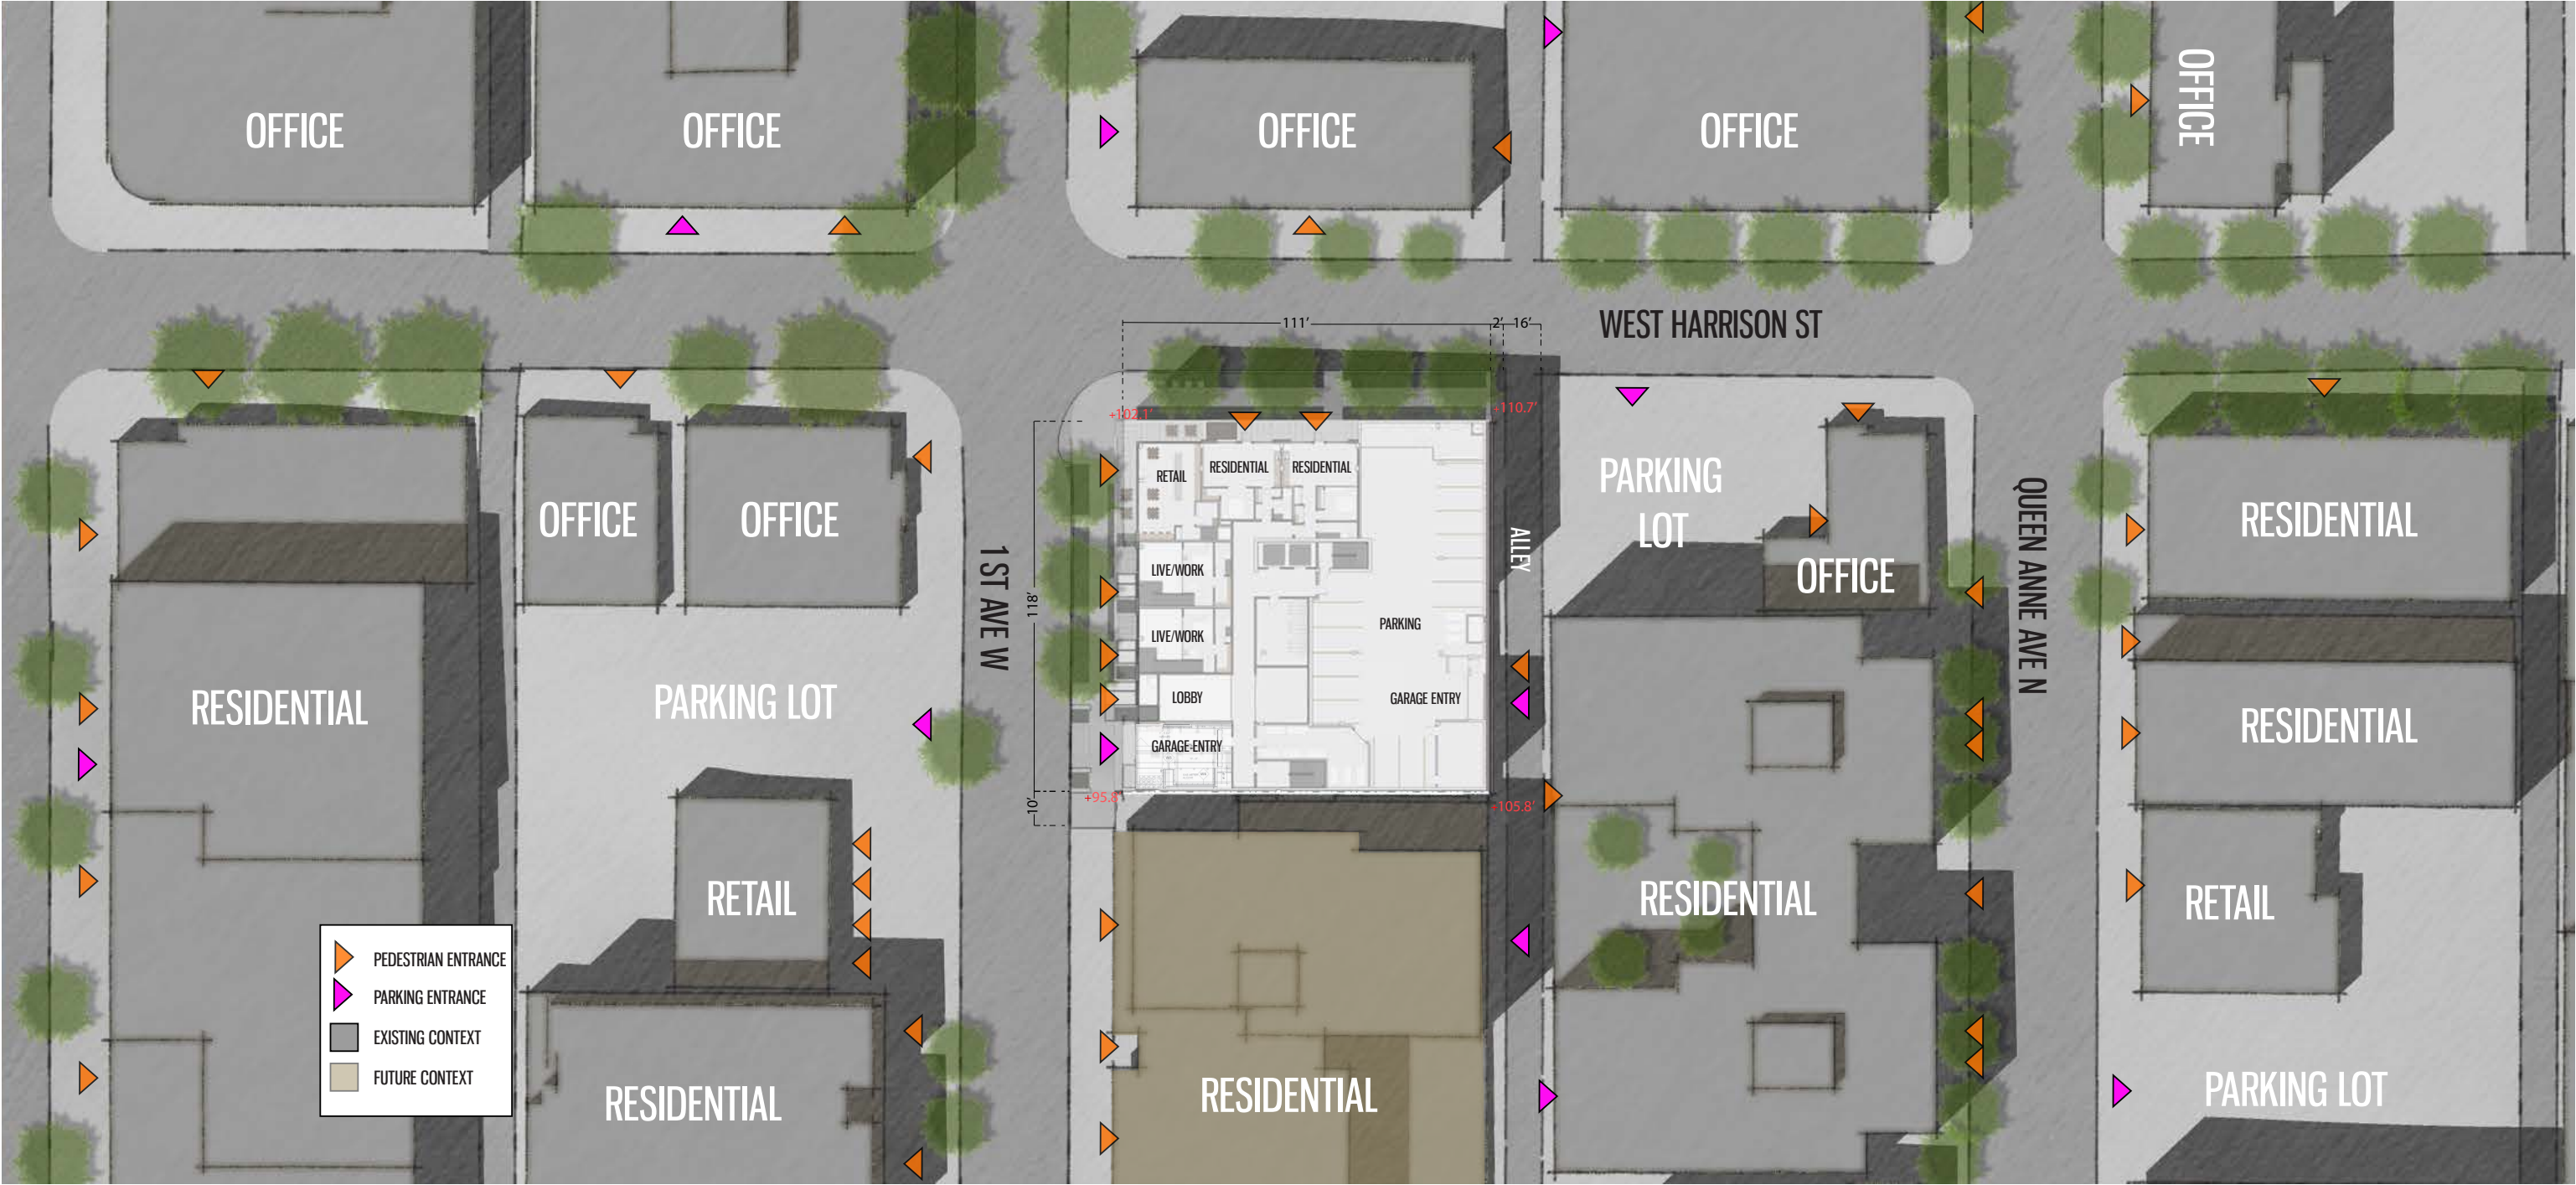 OFFICE
OFFICE
OFFICE
OFFICE
OFFICE
111'
2'
16'
WEST HARRISON ST
+102.1'
+110.7'
RETAIL
RESIDENTIAL
RESIDENTIAL
PARKING
LOT
OFFICE
OFFICE
OFFICE
RESIDENTIAL
1ST AVE W
118'
LIVE/WORK
LIVE/WORK
PARKING
ALLEY
QUEEN ANNE AVE N
LOBBY
GARAGE ENTRY
GARAGE ENTRY
RESIDENTIAL
PARKING LOT
RESIDENTIAL
10'
+95.8'
+105.8'
RETAIL
RESIDENTIAL
RETAIL
PEDESTRIAN ENTRANCE
PARKING ENTRANCE
EXISTING CONTEXT
FUTURE CONTEXT
RESIDENTIAL
RESIDENTIAL
PARKING LOT